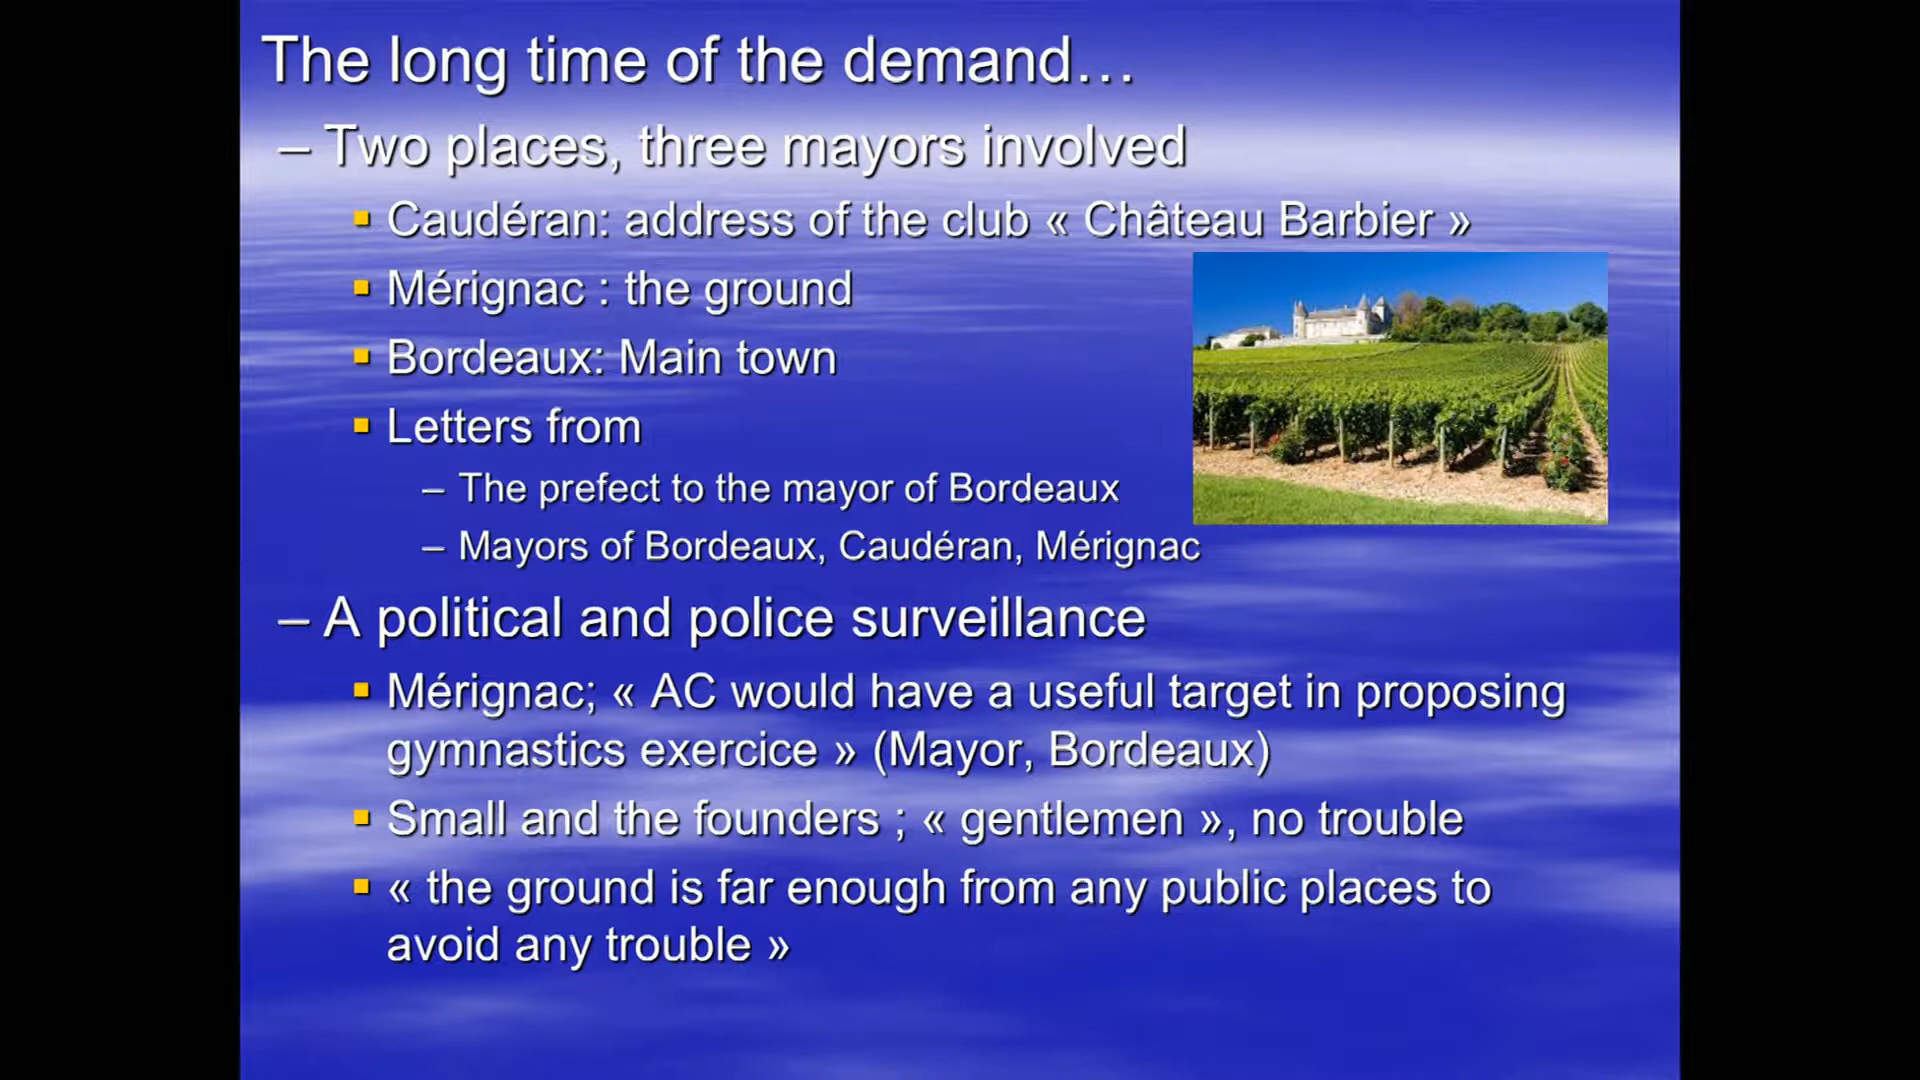 The long time of the demand…
– Two places, three mayors involved
▪ Caudéran: address of the club « Château Barbier »
▪ Mérignac : the ground
▪ Bordeaux: Main town
▪ Letters from
– The prefect to the mayor of Bordeaux
– Mayors of Bordeaux, Caudéran, Mérignac
– A political and police surveillance
▪ Mérignac; « AC would have a useful target in proposing
gymnastics exercice » (Mayor, Bordeaux)
▪ Small and the founders ; « gentlemen », no trouble
▪ « the ground is far enough from any public places to
avoid any trouble »